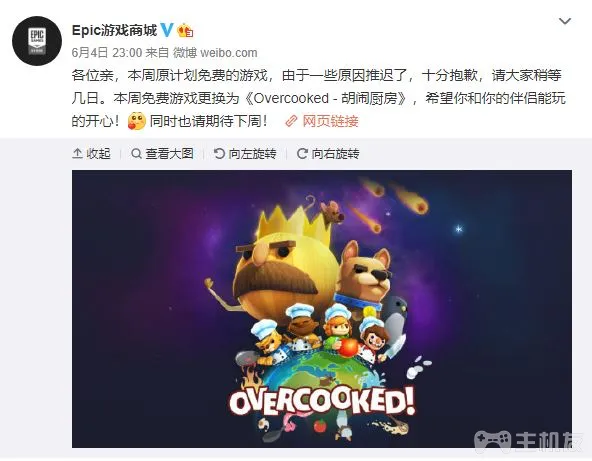 EPIC
GAMES
Epic游戏商城
6月4日 23:00 来自 微博 weibo.com
各位亲，本周原计划免费的游戏，由于一些原因推迟了，十分抱歉，请大家稍等
几日。本周免费游戏更换为《Overcooked - 胡闹厨房》，希望你和你的伴侣能玩
的开心！ 同时也请期待下周！ 网页链接
收起 查看大图 向左旋转 向右旋转
OVERCOOKED!
主机友